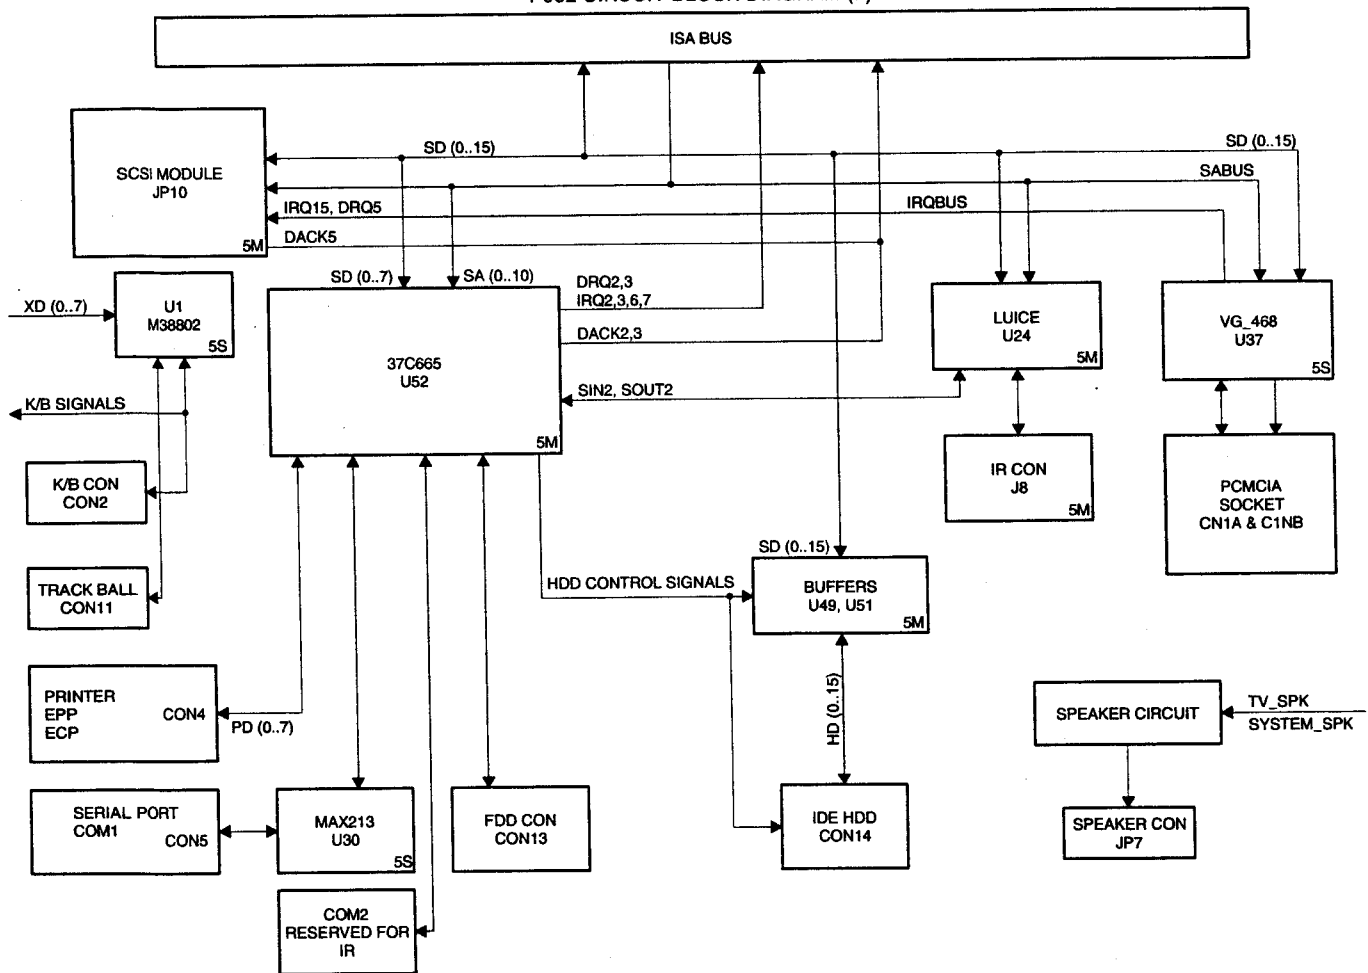 ISA BUS
SD (0..15)
SD (0..15)
SCSI MODULE
JP10
SABUS
IRQ15, DRQ5
IRQBUS
DACK5
5M
SD (0..7)
SA (0..10)
DRQ2,3
IRQ2,3,6,7
XD (0..7)
U1
M38802
5S
LUICE
U24
5M
VG_468
U37
5S
DACK2,3
37C665
U52
5M
SIN2, SOUT2
K/B SIGNALS
IR CON
J8
5M
PCMCIA
SOCKET
CN1A & C1NB
K/B CON
CON2
SD (0..15)
TRACK BALL
CON11
HDD CONTROL SIGNALS
BUFFERS
U49, U51
5M
PRINTER
EPP
ECP
CON4
PD (0..7)
HD (0..15)
SPEAKER CIRCUIT
TV_SPK
SYSTEM_SPK
SERIAL PORT
COM1
CON5
MAX213
U30
5S
FDD CON
CON13
IDE HDD
CON14
SPEAKER CON
JP7
COM2
RESERVED FOR
IR